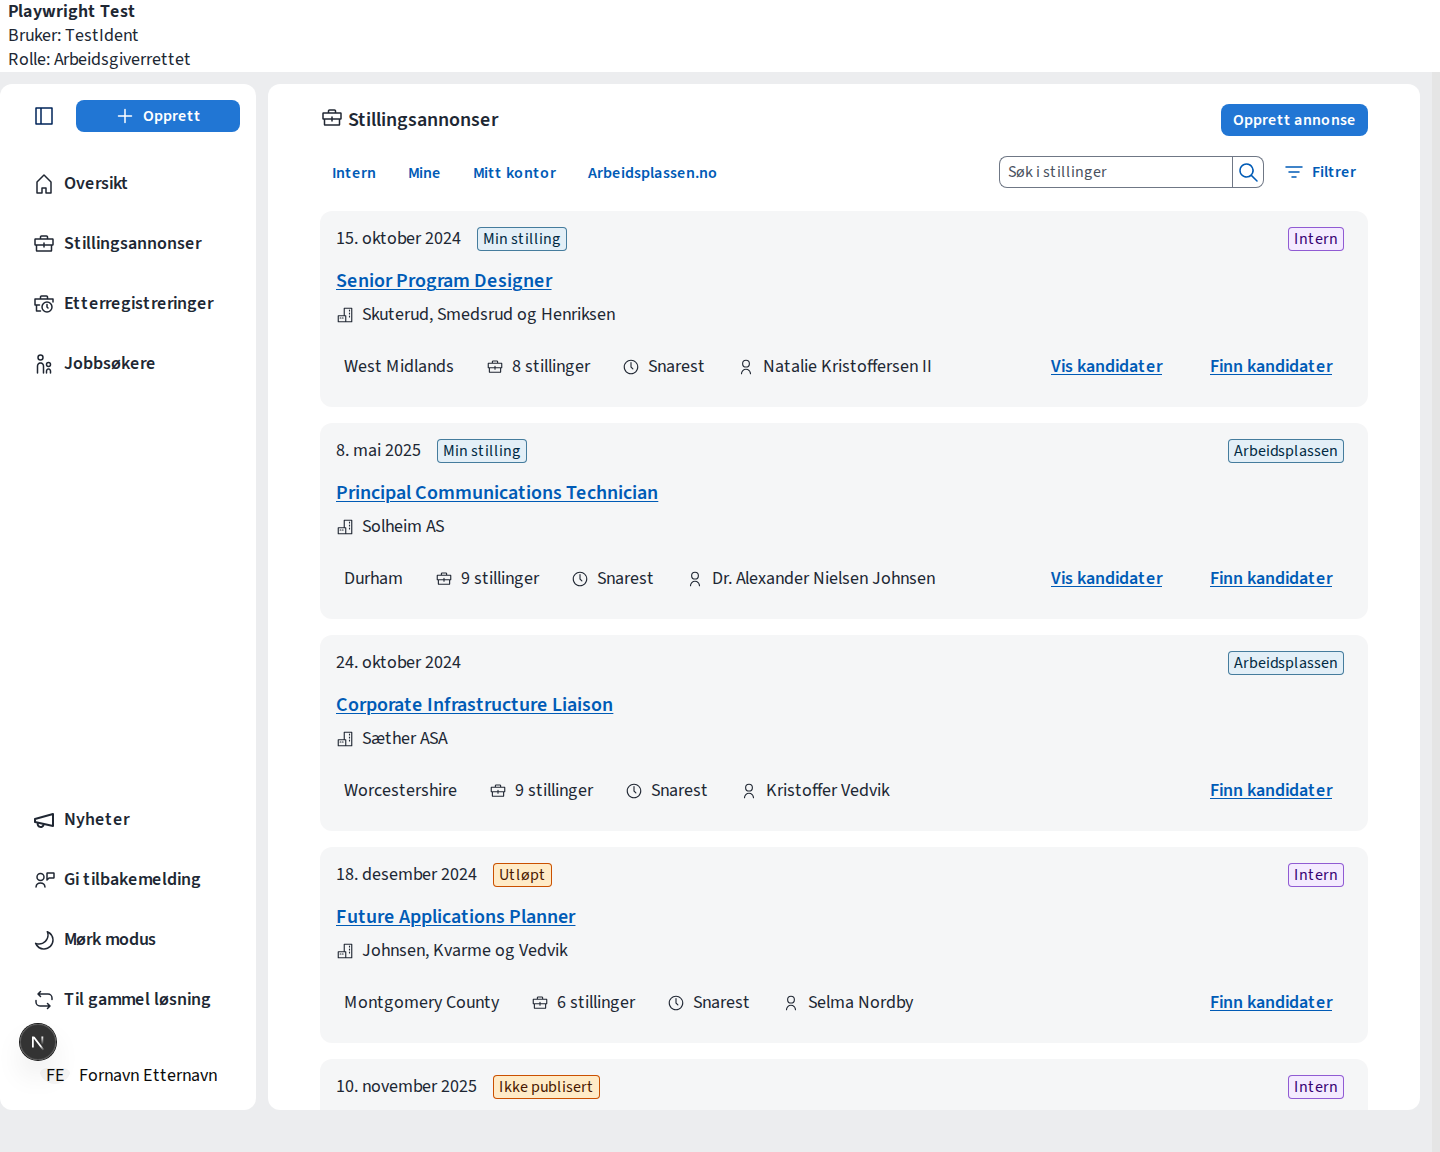 Playwright Test
Bruker: TestIdent
Rolle: Arbeidsgiverrettet
Opprett
Oversikt
Stillingsannonser
Etterregistreringer
Jobbsøkere
Nyheter
Gi tilbakemelding
Mørk modus
Til gammel løsning
N
FE Fornavn Etternavn
Stillingsannonser
Opprett annonse
Intern Mine Mitt kontor Arbeidsplassen.no
Søk i stillinger
Filtrer
15. oktober 2024 Min stilling Intern
Senior Program Designer
Skuterud, Smedsrud og Henriksen
West Midlands 8 stillinger Snarest Natalie Kristoffersen II Vis kandidater Finn kandidater
8. mai 2025 Min stilling Arbeidsplassen
Principal Communications Technician
Solheim AS
Durham 9 stillinger Snarest Dr. Alexander Nielsen Johnsen Vis kandidater Finn kandidater
24. oktober 2024 Arbeidsplassen
Corporate Infrastructure Liaison
Sæther ASA
Worcestershire 9 stillinger Snarest Kristoffer Vedvik Finn kandidater
18. desember 2024 Utløpt Intern
Future Applications Planner
Johnsen, Kvarme og Vedvik
Montgomery County 6 stillinger Snarest Selma Nordby Finn kandidater
10. november 2025 Ikke publisert Intern